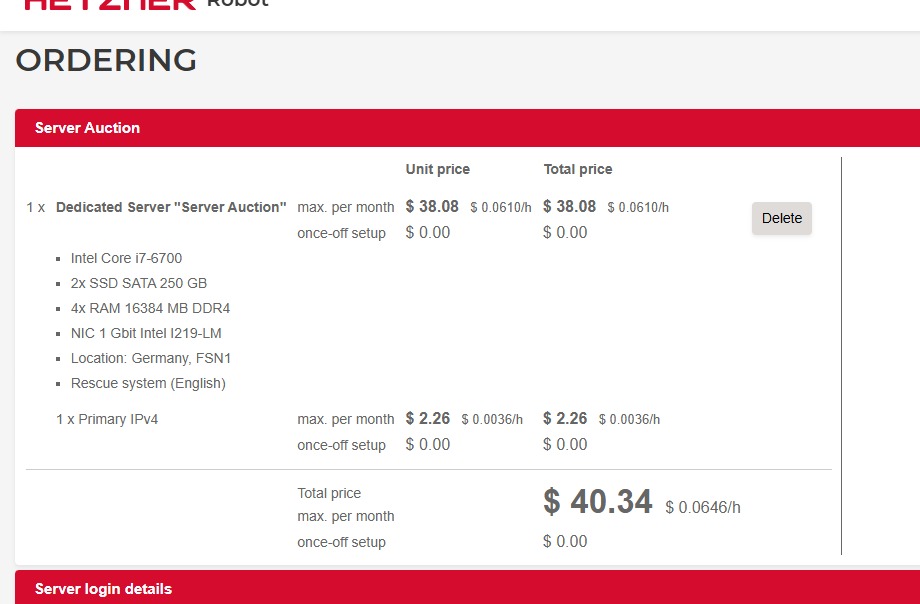 HETZNER Robot
ORDERING
Server Auction
Unit price Total price
1 x Dedicated Server "Server Auction" max. per month $ 38.08 $ 0.0610/h $ 38.08 $ 0.0610/h Delete
once-off setup $ 0.00 $ 0.00
Intel Core i7-6700
2x SSD SATA 250 GB
4x RAM 16384 MB DDR4
NIC 1 Gbit Intel I219-LM
Location: Germany, FSN1
Rescue system (English)
1 x Primary IPv4 max. per month $ 2.26 $ 0.0036/h $ 2.26 $ 0.0036/h
once-off setup $ 0.00 $ 0.00
Total price
max. per month $ 40.34 $ 0.0646/h
once-off setup $ 0.00
Server login details